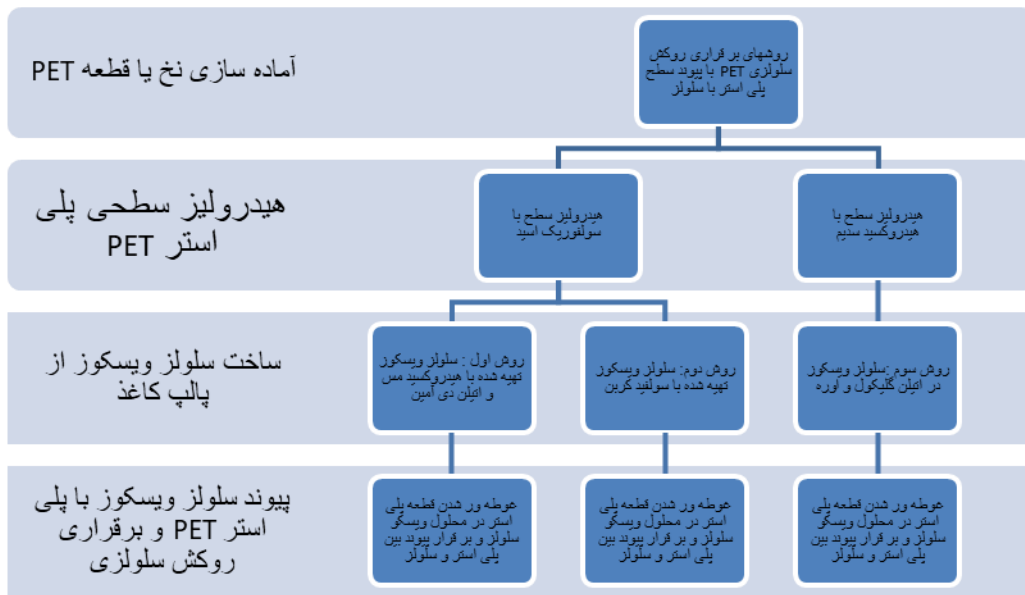 آماده سازی نخ یا قطعه PET
روشهای بر قراری روکش
سلولزی PET با پیوند سطح
پلی استر با سلولز
هیدرولیز سطحی پلی
استر PET
هیدرولیز سطح با
سولفوریک اسید
هیدرولیز سطح با
هیدروکسید سدیم
ساخت سلولز ویسکوز از
پالپ کاغذ
روش اول : سلولز ویسکوز
تهیه شده با هیدروکسید مس
و اتیلن دی آمین
روش دوم: سلولز ویسکوز
تهیه شده با سولفید کربن
روش سوم :سلولز ویسکوز
در اتیلن گلیکول و اوره
پیوند سلولز ویسکوز با پلی
استر PET و برقراری
روکش سلولزی
غوطه ور شدن قطعه پلی
استر در محلول ویسکو
سلولز و بر قرار پیوند بین
پلی استر و سلولز
غوطه ور شدن قطعه پلی
استر در محلول ویسکو
سلولز و بر قرار پیوند بین
پلی استر و سلولز
غوطه ور شدن قطعه پلی
استر در محلول ویسکو
سلولز و بر قرار پیوند بین
پلی استر و سلولز